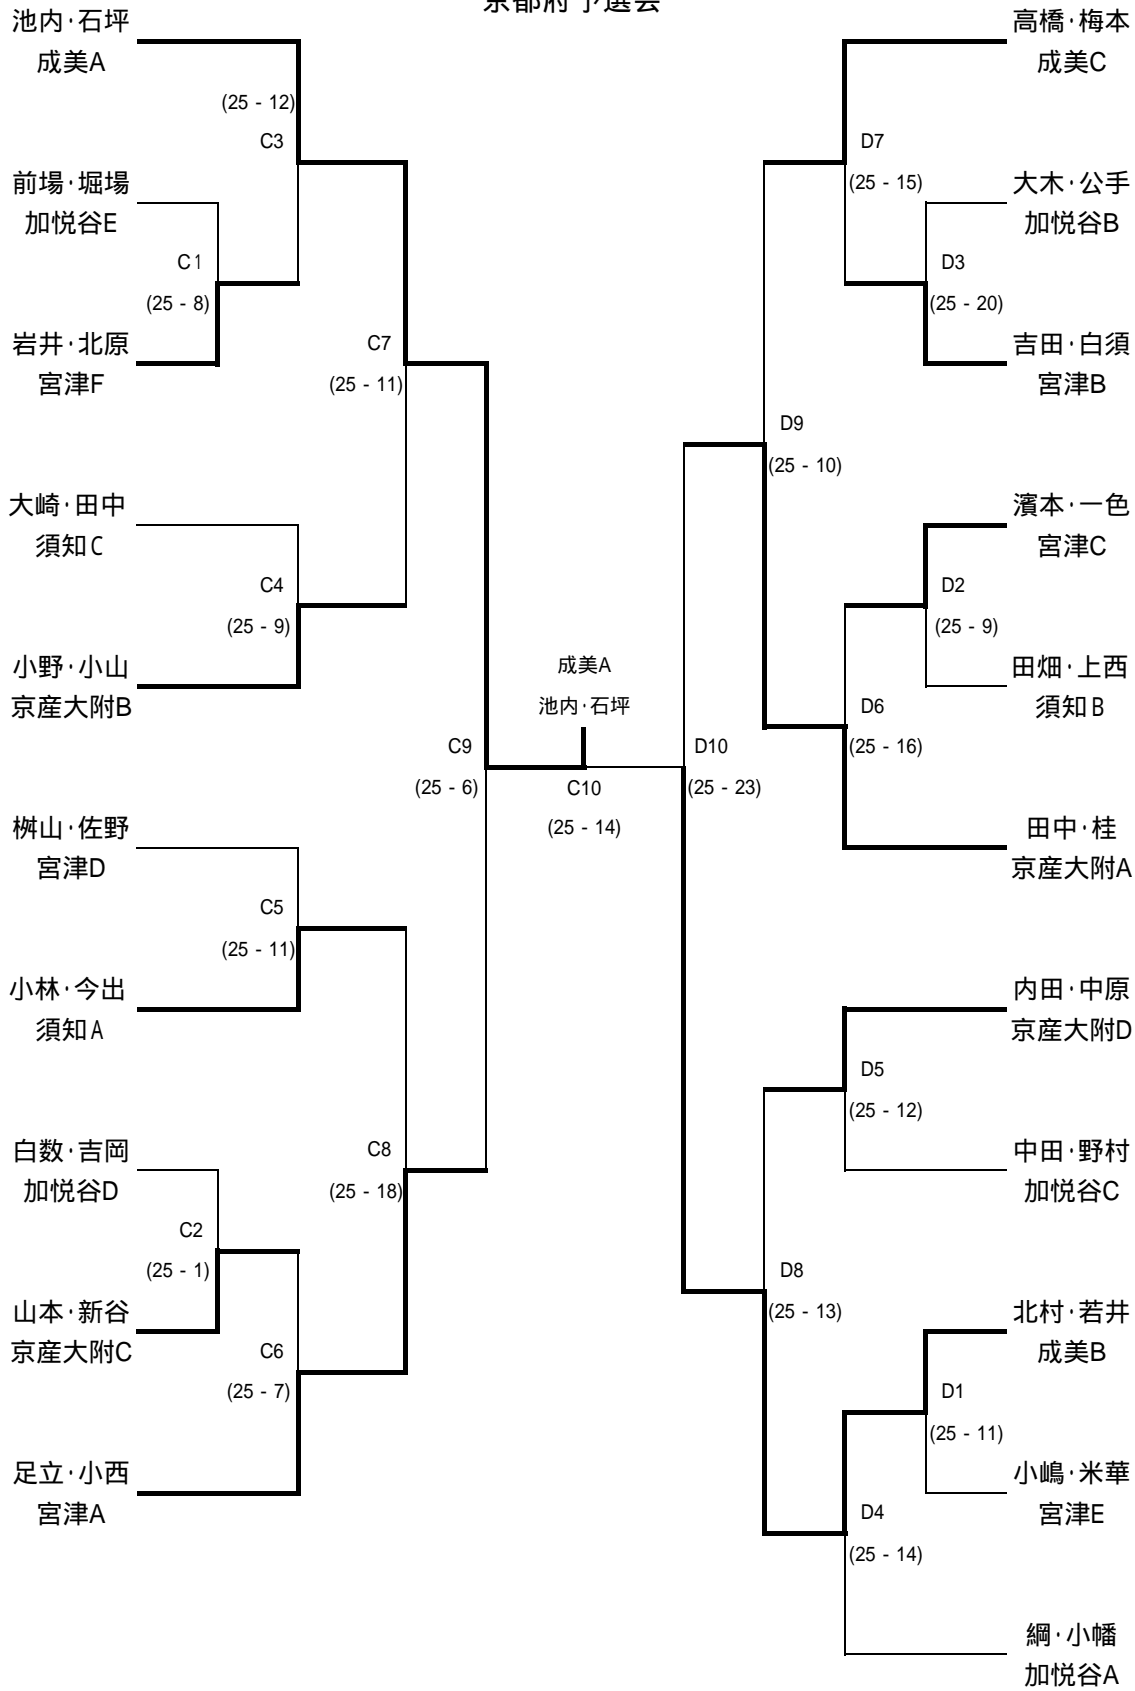 京都府予選会
池内・石坪
成美A
(25 - 12)
C3
前場・堀場
加悦谷E
C1
(25 - 8)
岩井・北原
宮津F
C7
(25 - 11)
大崎・田中
須知C
C4
(25 - 9)
小野・小山
京産大附B
C9
(25 - 6)
桝山・佐野
宮津D
C5
(25 - 11)
小林・今出
須知A
白数・吉岡
加悦谷D
C8
(25 - 18)
C2
(25 - 1)
山本・新谷
京産大附C
C6
(25 - 7)
足立・小西
宮津A
成美A
池内・石坪
C10
(25 - 14)
高橋・梅本
成美C
D7
(25 - 15)
大木・公手
加悦谷B
D3
(25 - 20)
吉田・白須
宮津B
D9
(25 - 10)
濱本・一色
宮津C
D2
(25 - 9)
田畑・上西
須知B
D6
(25 - 16)
D10
(25 - 23)
田中・桂
京産大附A
内田・中原
京産大附D
D5
(25 - 12)
中田・野村
加悦谷C
D8
(25 - 13)
北村・若井
成美B
D1
(25 - 11)
小嶋・米華
宮津E
D4
(25 - 14)
綱・小幡
加悦谷A